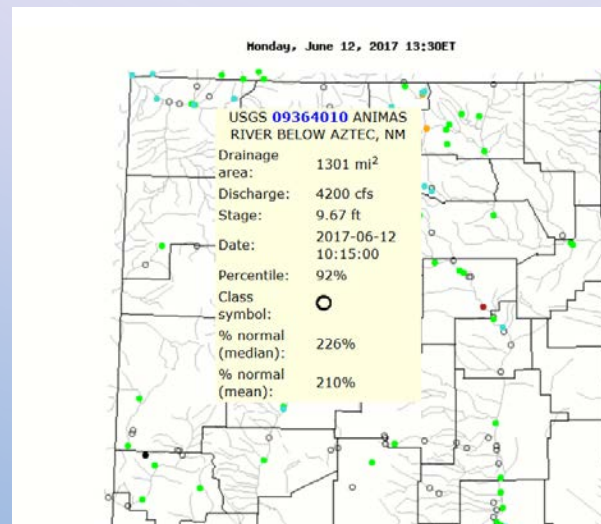 Monday, June 12, 2017 13:30ET
USGS 09364010 ANIMAS
RIVER BELOW AZTEC, NM
Drainage
area:
1301 mi²
Discharge: 4200 cfs
Stage: 9.67 ft
Date:
2017-06-12
10:15:00
Percentile: 92%
Class
symbol:
% normal
(median):
226%
% normal
(mean):
210%